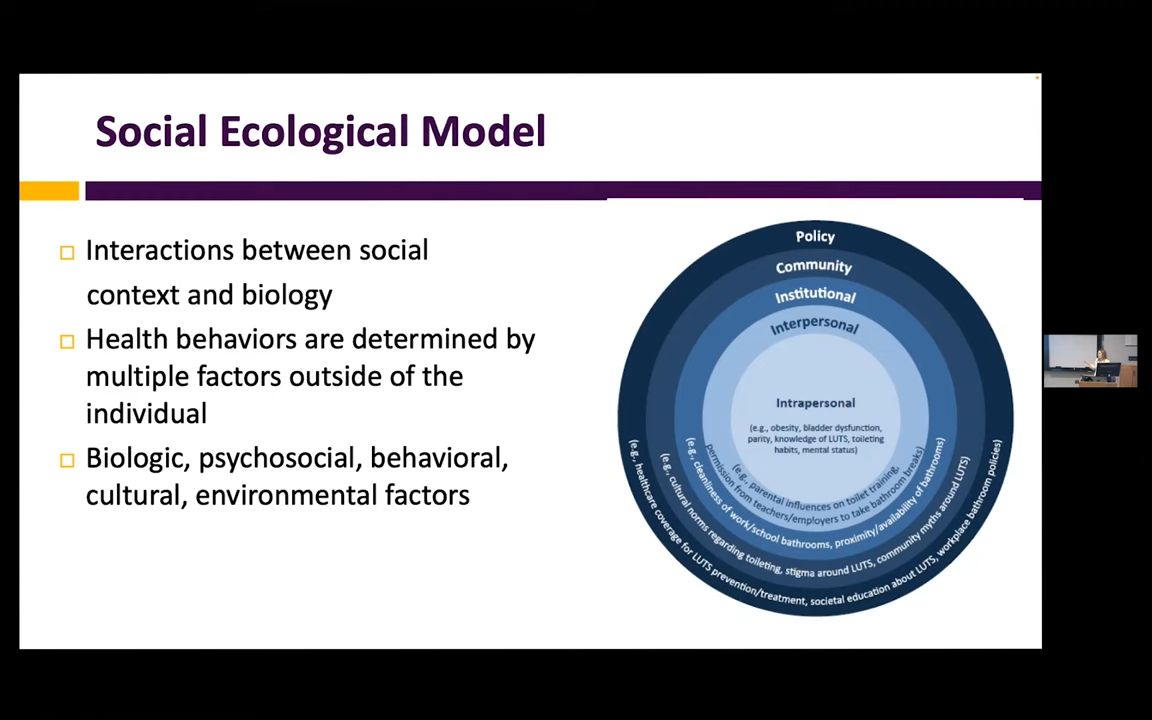 Social Ecological Model
Interactions between social
context and biology
Health behaviors are determined by
multiple factors outside of the
individual
Biologic, psychosocial, behavioral,
cultural, environmental factors
Policy
Community
Institutional
Interpersonal
Intrapersonal
(e.g., obesity, bladder dysfunction,
parity, knowledge of LUTS, toileting
habits, mental status)
(e.g., parental influences on toilet training,
permission from teachers/employers to take bathroom breaks)
(e.g., cleanliness of work/school bathrooms, proximity/availability of bathrooms)
(e.g., cultural norms regarding toileting, stigma around LUTS, community myths around LUTS)
(e.g., healthcare coverage for LUTS prevention/treatment, societal education about LUTS, workplace bathroom policies)